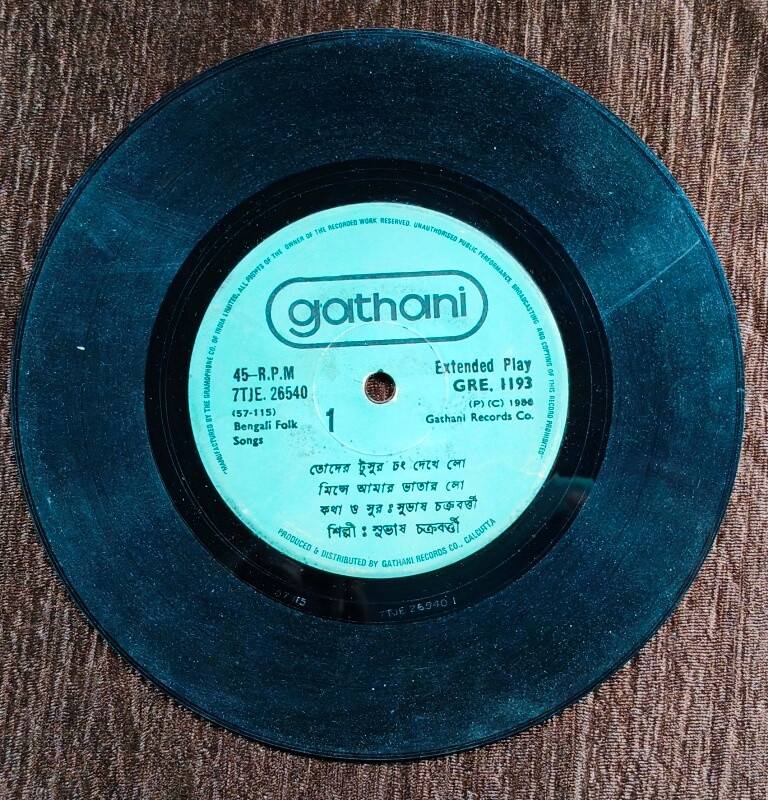 "MANUFACTURED BY THE GRAMOPHONE CO. OF INDIA LIMITED, ALL RIGHTS OF THE OWNER OF THE RECORDED WORK RESERVED. UNAUTHORISED PUBLIC PERFORMANCE, BROADCASTING AND COPYING OF THIS RECORD PROHIBITED"
gathani
45–R.P.M
7TJE. 26540
(57-115)
Bengali Folk
Songs
1
Extended Play
GRE. 1193
(P) (C) 1986
Gathani Records Co.
তোদের টুসুর ঢং দেখে লো
মিন্সে আমার ভাতার লো
কথা ও সুর : সুভাষ চক্রবর্ত্তী
শিল্পী : সুভাষ চক্রবর্ত্তী
PRODUCED & DISTRIBUTED BY GATHANI RECORDS CO., CALCUTTA
7TJE 26540 1